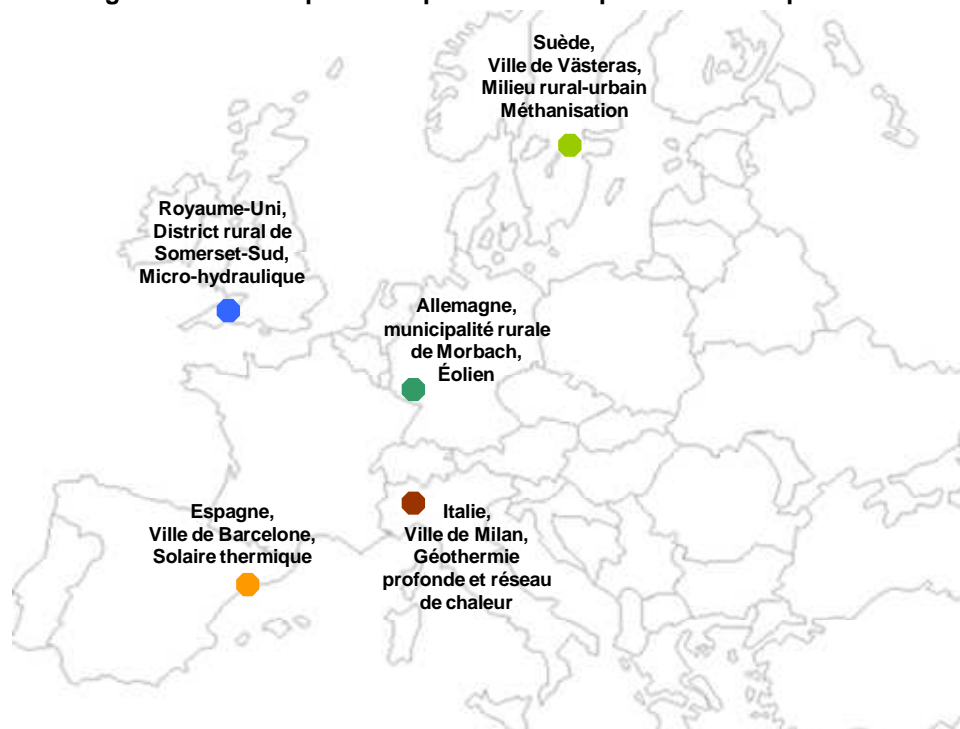 Suède,
Ville de Västeras,
Milieu rural-urbain
Méthanisation
Royaume-Uni,
District rural de
Somerset-Sud,
Micro-hydraulique
Allemagne,
municipalité rurale
de Morbach,
Éolien
Espagne,
Ville de Barcelone,
Solaire thermique
Italie,
Ville de Milan,
Géothermie
profonde et réseau
de chaleur